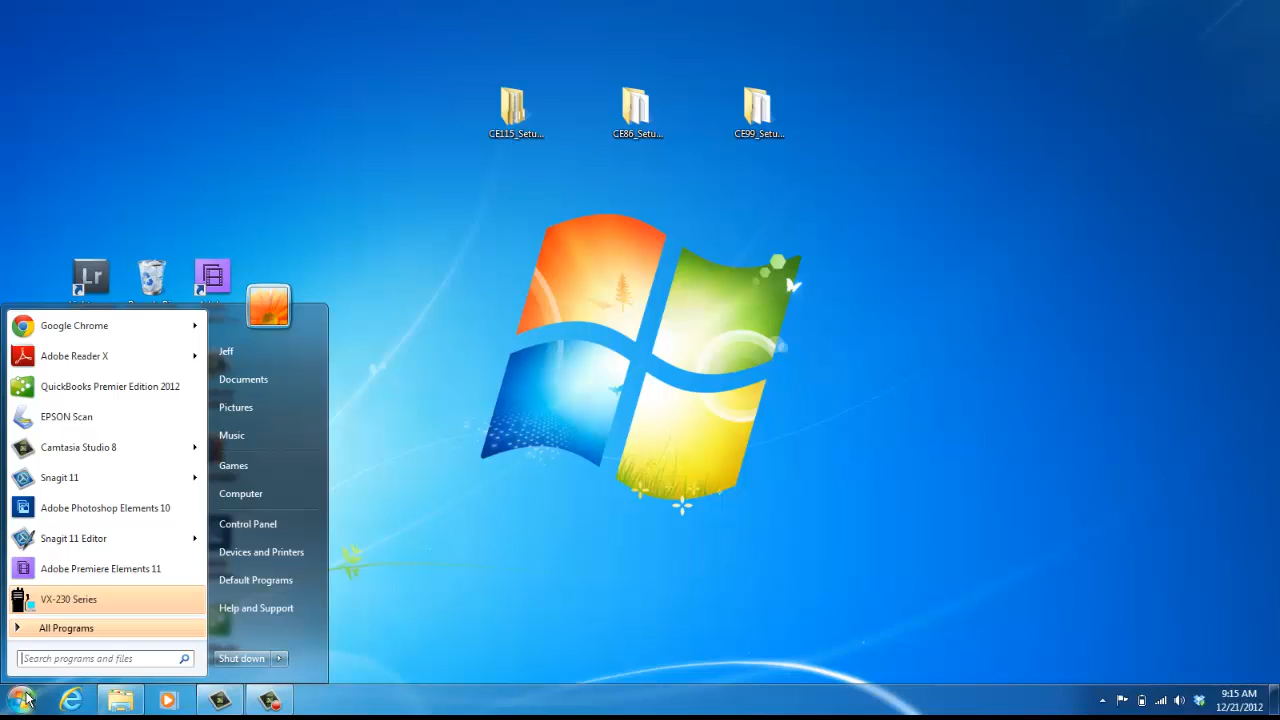 CE115_Setu...
CE86_Setu...
CE99_Setu...
Lr
Google Chrome
Adobe Reader X
QuickBooks Premier Edition 2012
EPSON Scan
Camtasia Studio 8
Snagit 11
Adobe Photoshop Elements 10
Snagit 11 Editor
Adobe Premiere Elements 11
VX-230 Series
All Programs
Search programs and files
Jeff
Documents
Pictures
Music
Games
Computer
Control Panel
Devices and Printers
Default Programs
Help and Support
Shut down
9:15 AM
12/21/2012